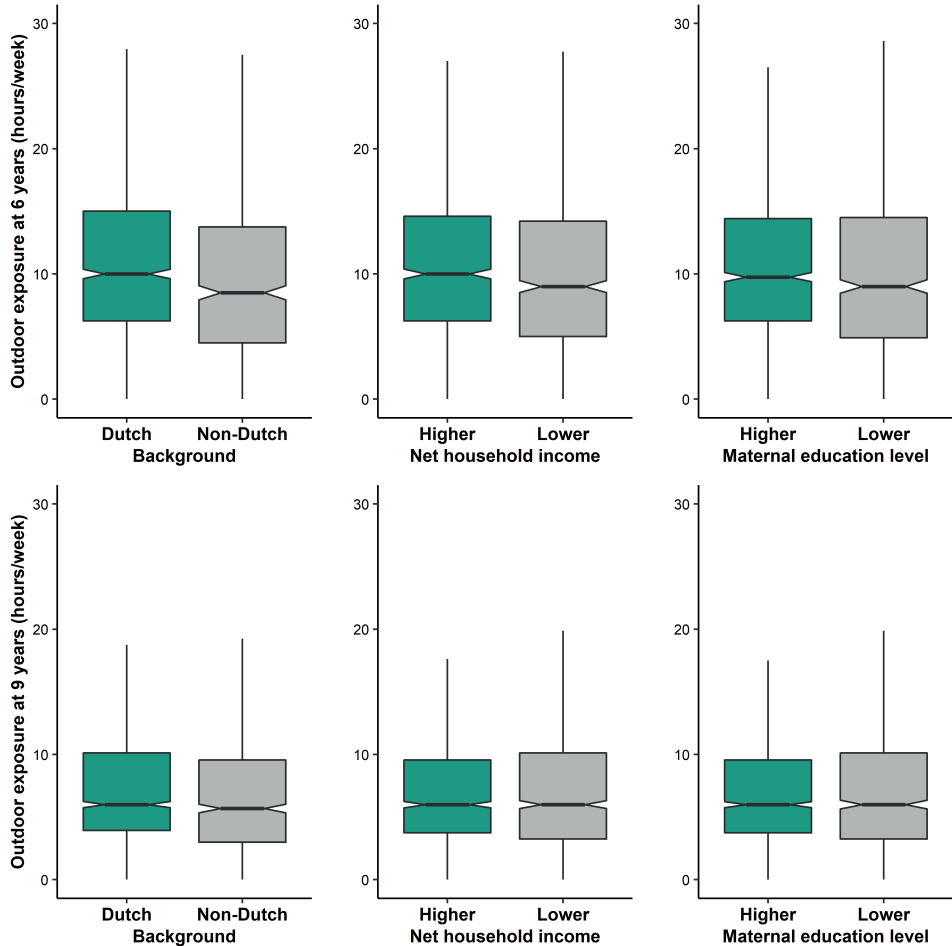 Outdoor exposure at 6 years (hours/week)
30
20
10
0
Dutch Non-Dutch
Background
30
20
10
0
Higher Lower
Net household income
30
20
10
0
Higher Lower
Maternal education level
Outdoor exposure at 9 years (hours/week)
30
20
10
0
Dutch Non-Dutch
Background
30
20
10
0
Higher Lower
Net household income
30
20
10
0
Higher Lower
Maternal education level